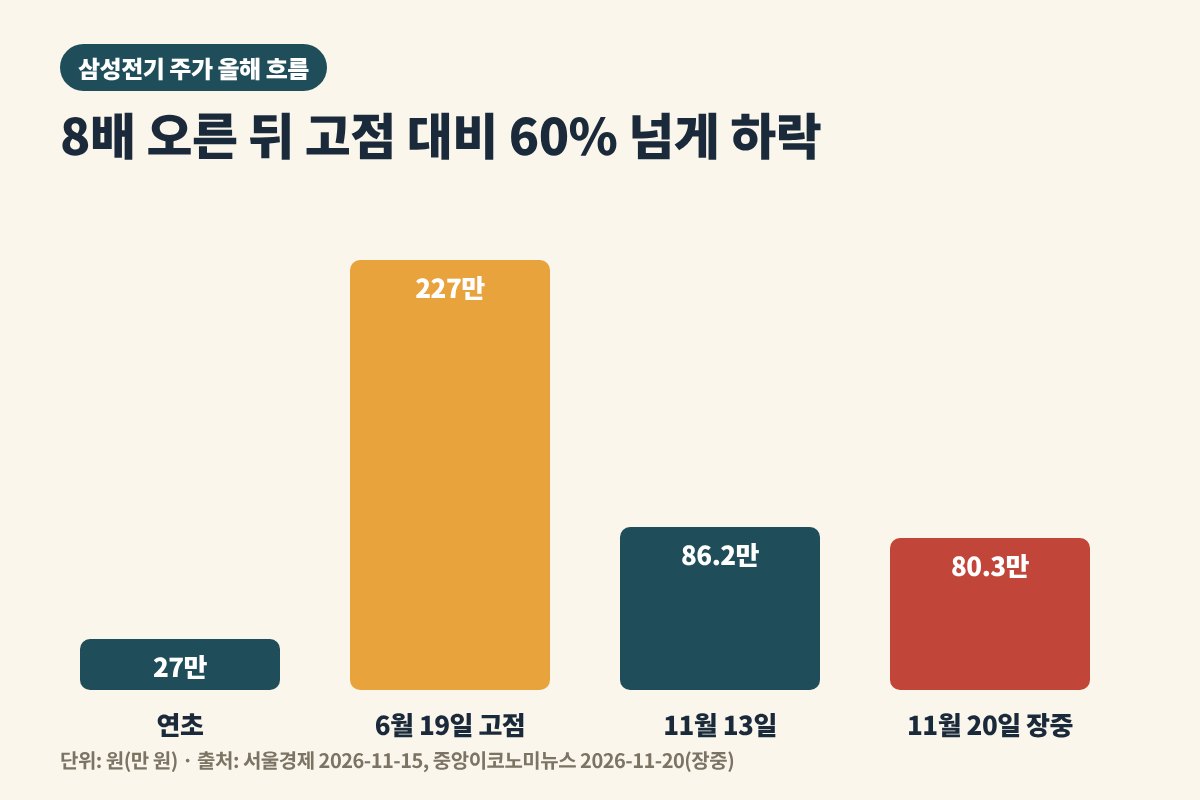 삼성전기 주가 올해 흐름
8배 오른 뒤 고점 대비 60% 넘게 하락
227만
86.2만
80.3만
27만
연초
6월 19일 고점
11월 13일
11월 20일 장중
단위: 원(만 원) · 출처: 서울경제 2026-11-15, 중앙이코노미뉴스 2026-11-20(장중)